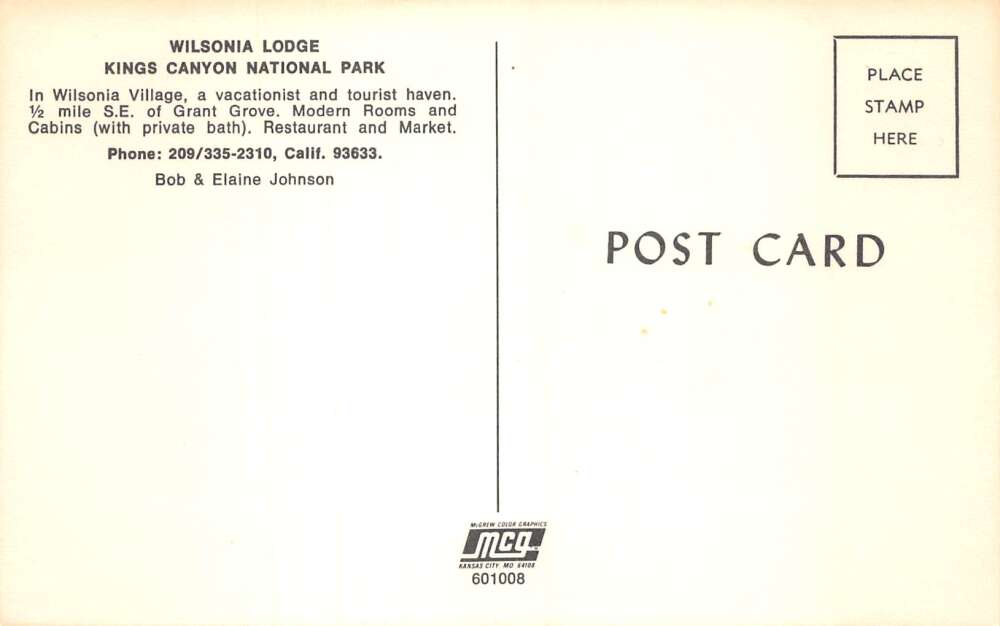 WILSONIA LODGE
KINGS CANYON NATIONAL PARK
In Wilsonia Village, a vacationist and tourist haven.
½ mile S.E. of Grant Grove. Modern Rooms and
Cabins (with private bath). Restaurant and Market.
Phone: 209/335-2310, Calif. 93633.
Bob & Elaine Johnson
PLACE
STAMP
HERE
POST CARD
McGREW COLOR GRAPHICS
mcg
KANSAS CITY, MO 64108
601008